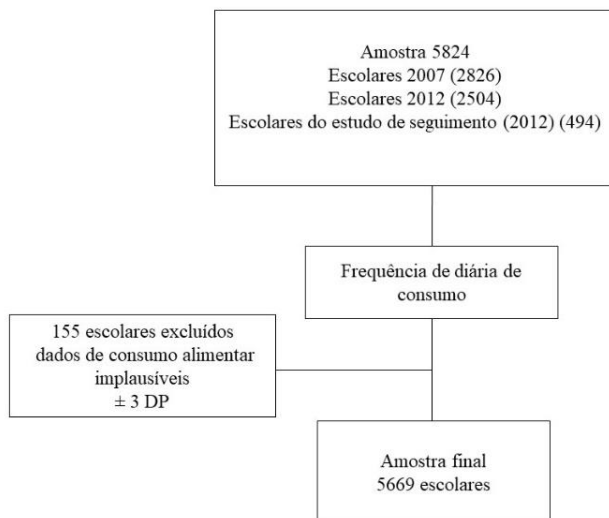 Amostra 5824
Escolares 2007 (2826)
Escolares 2012 (2504)
Escolares do estudo de seguimento (2012) (494)
Frequência de diária de
consumo
155 escolares excluídos
dados de consumo alimentar
implausíveis
± 3 DP
Amostra final
5669 escolares